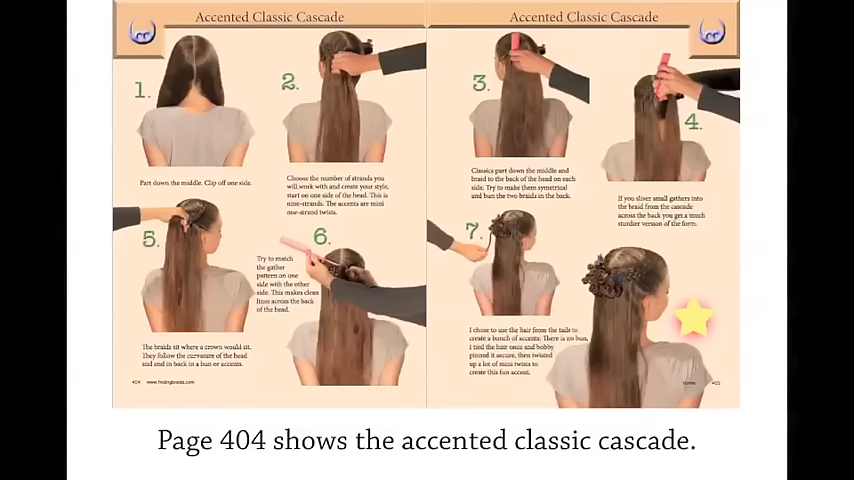 Accented Classic Cascade
1.
Part down the middle. Clip off one side.
2.
Choose the number of strands you
will work with and create your style,
start on one side of the head. This is
nine-strands. The accents are mini
one-strand twists.
5.
The braids sit where a crown would sit.
They follow the curvature of the head
and end in back in a bun or accents.
6.
Try to match
the gather
pattern on one
side with the other
side. This makes clean
lines across the back
of the head.
404 www.findingbraids.com
Accented Classic Cascade
3.
Classics part down the middle and
braid to the back of the head on each
side. Try to make them symetrical
and bun the two braids in the back.
4.
If you sliver small gathers into
the braid from the cascade
across the back you get a much
sturdier version of the form.
7.
I chose to use the hair from the tails to
create a bunch of accents. There is no bun,
I tied the hair once and bobby
pinned it secure, then twisted
up a lot of mini twists to
create this fun accent.
405
Page 404 shows the accented classic cascade.